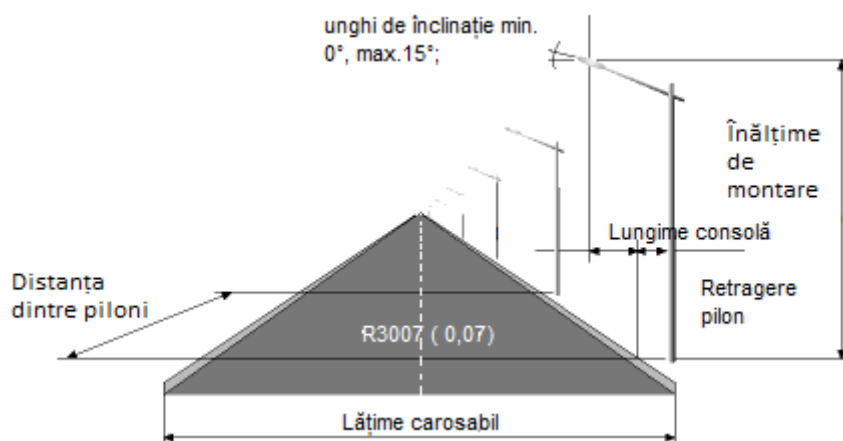 unghi de înclinație min.
0°, max.15°;
Înălțime
de
montare
Lungime consolă
Distanța
dintre piloni
Retragere
pilon
R3007 ( 0,07)
Lățime carosabil